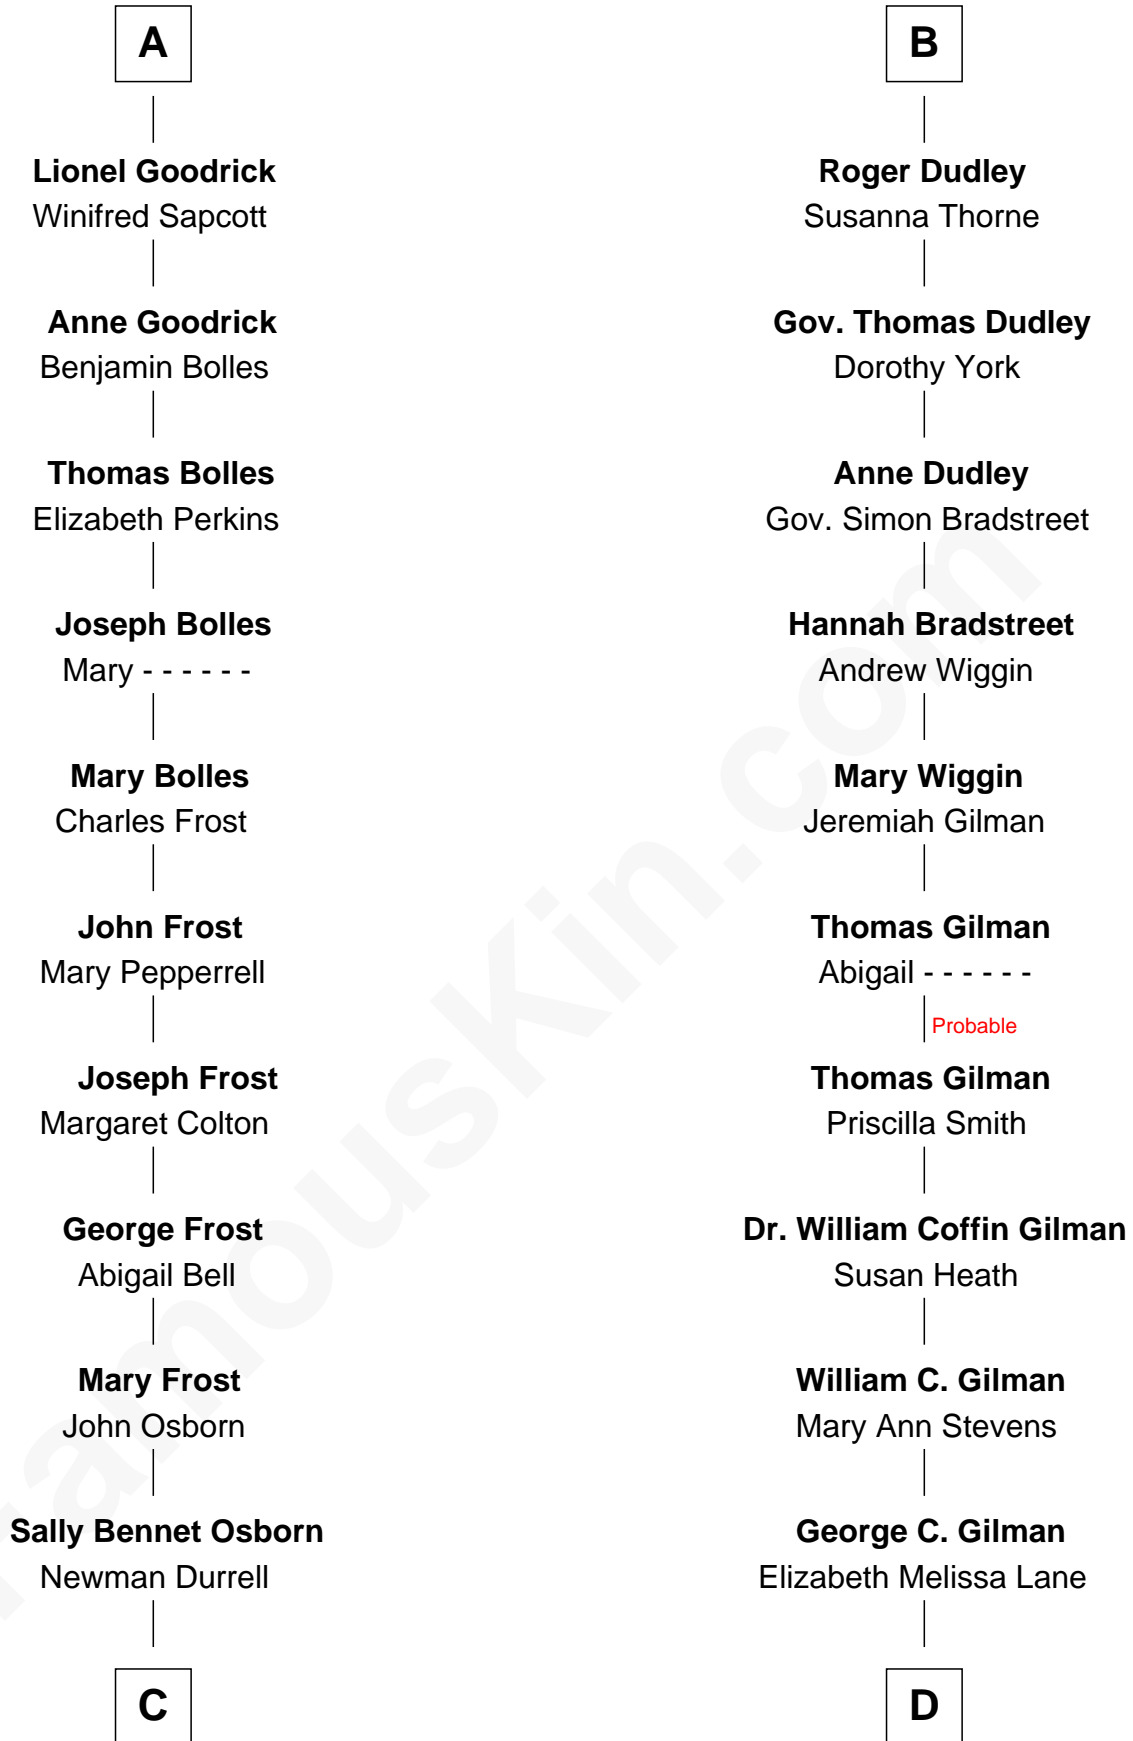 A
Lionel Goodrick
Winifred Sapcott
Anne Goodrick
Benjamin Bolles
Thomas Bolles
Elizabeth Perkins
Joseph Bolles
Mary - - - - - -
Mary Bolles
Charles Frost
John Frost
Mary Pepperrell
Joseph Frost
Margaret Colton
George Frost
Abigail Bell
Mary Frost
John Osborn
Sally Bennet Osborn
Newman Durrell
C
B
Roger Dudley
Susanna Thorne
Gov. Thomas Dudley
Dorothy York
Anne Dudley
Gov. Simon Bradstreet
Hannah Bradstreet
Andrew Wiggin
Mary Wiggin
Jeremiah Gilman
Thomas Gilman
Abigail - - - - - -
Probable
Thomas Gilman
Priscilla Smith
Dr. William Coffin Gilman
Susan Heath
William C. Gilman
Mary Ann Stevens
George C. Gilman
Elizabeth Melissa Lane
D
FamousKin.com